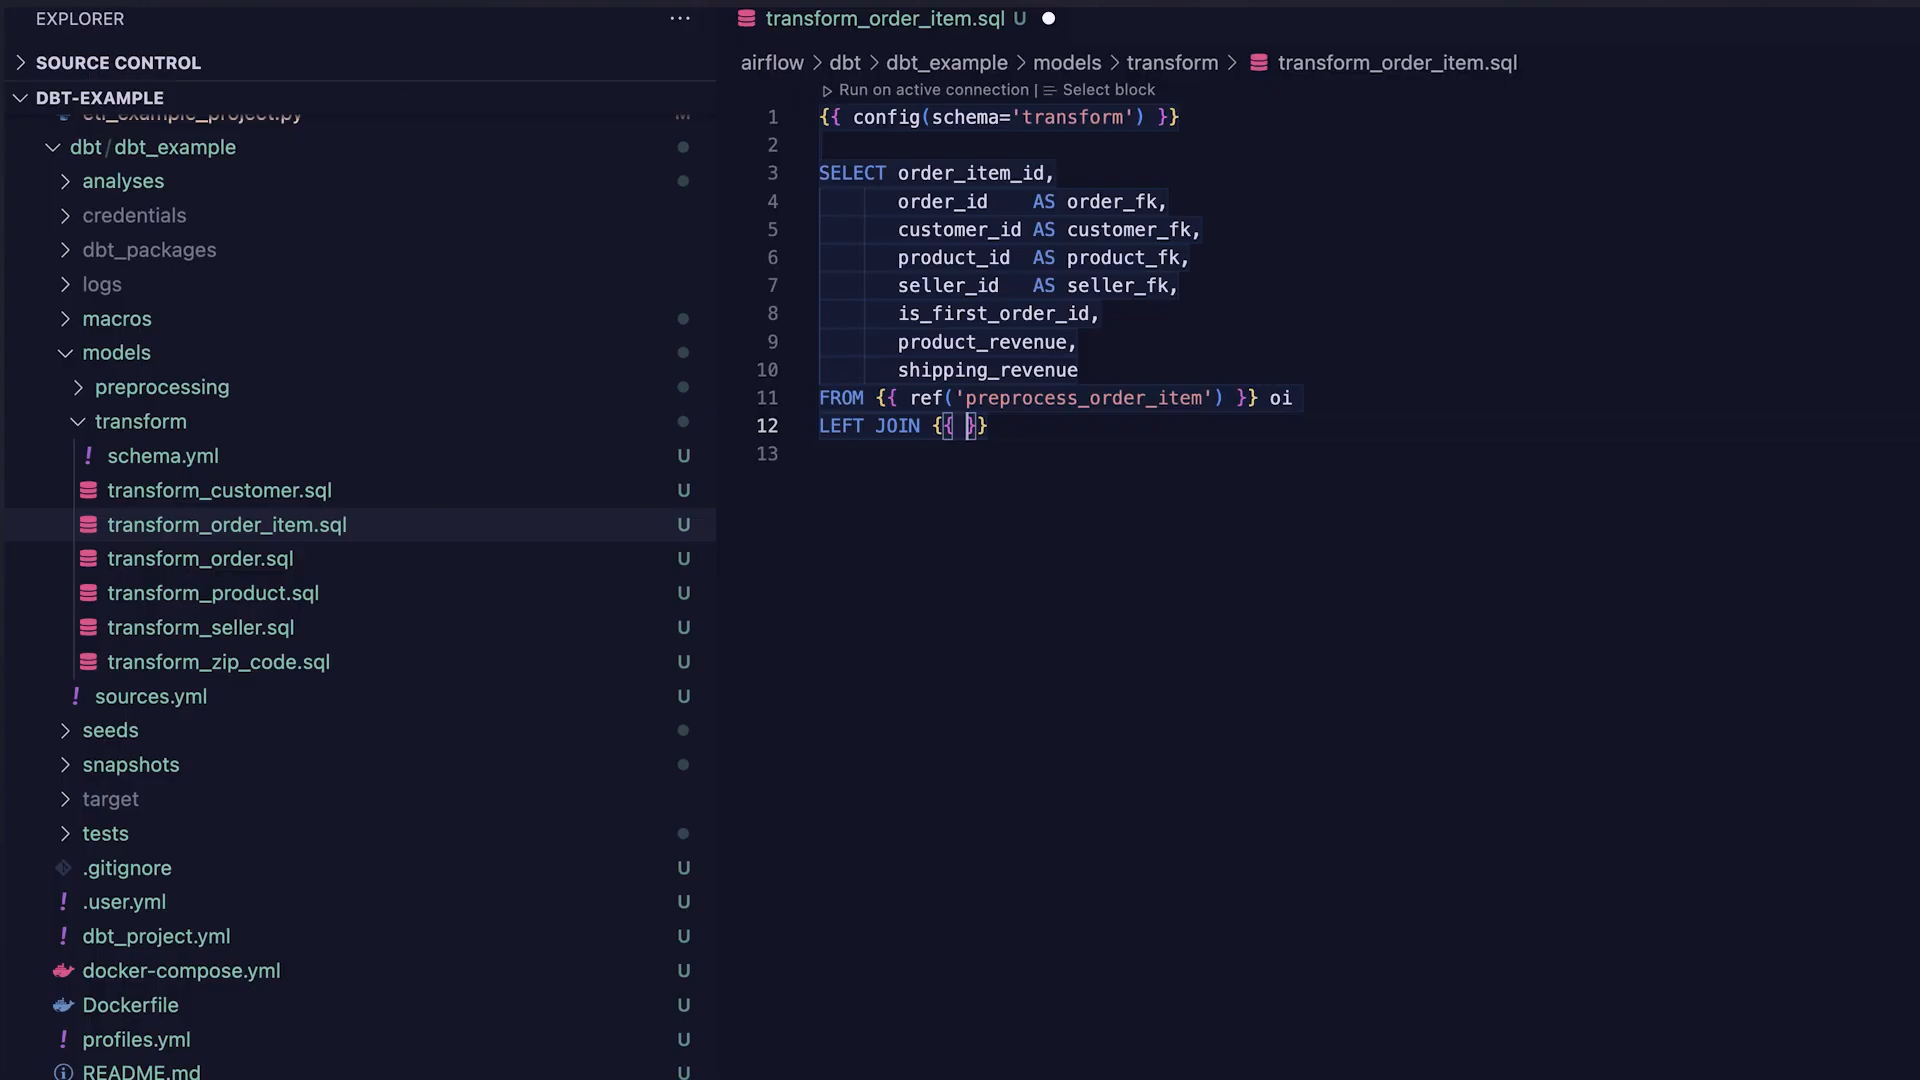 EXPLORER
SOURCE CONTROL
DBT-EXAMPLE
etl_example_project.py M
dbt/dbt_example
analyses
credentials
dbt_packages
logs
macros
models
preprocessing
transform
schema.yml U
transform_customer.sql U
transform_order_item.sql U
transform_order.sql U
transform_product.sql U
transform_seller.sql U
transform_zip_code.sql U
sources.yml U
seeds
snapshots
target
tests
.gitignore U
.user.yml U
dbt_project.yml U
docker-compose.yml U
Dockerfile U
profiles.yml U
README.md U
transform_order_item.sql U
airflow > dbt > dbt_example > models > transform > transform_order_item.sql
Run on active connection | Select block
1 {{ config(schema='transform') }}
2
3 SELECT order_item_id,
4 order_id AS order_fk,
5 customer_id AS customer_fk,
6 product_id AS product_fk,
7 seller_id AS seller_fk,
8 is_first_order_id,
9 product_revenue,
10 shipping_revenue
11 FROM {{ ref('preprocess_order_item') }} oi
12 LEFT JOIN {{ }}
13